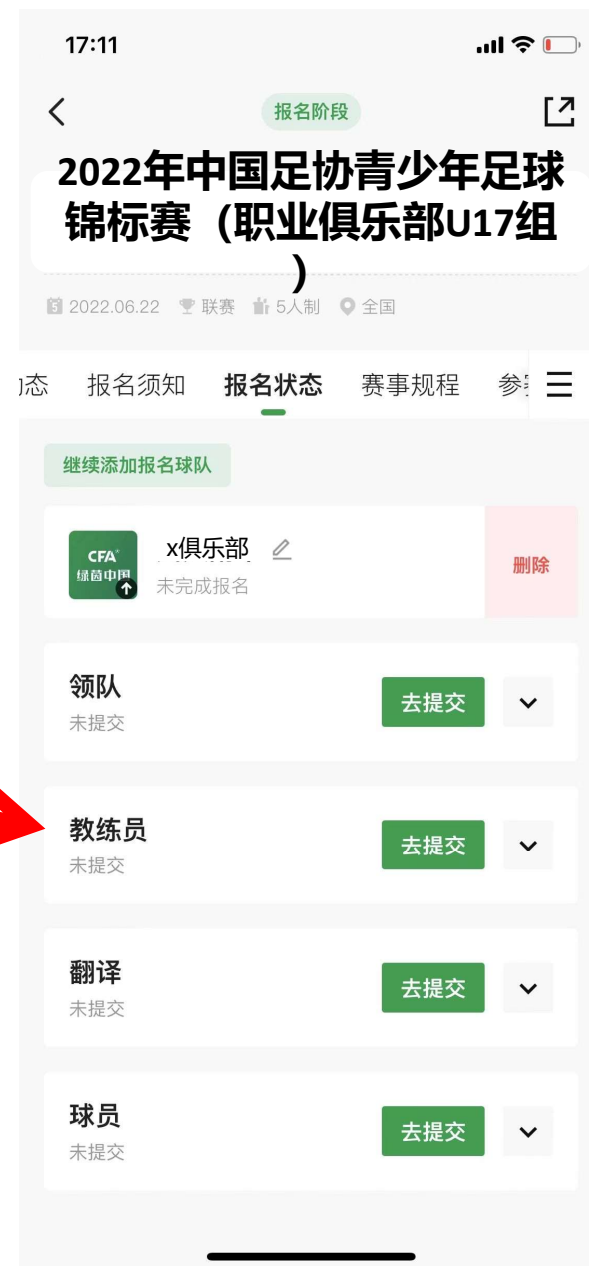 17:11
报名阶段
2022年中国足协青少年足球
锦标赛（职业俱乐部U17组
）
2022.06.22 联赛 5人制 全国
态 报名须知 报名状态 赛事规程 参
继续添加报名球队
CFA
绿茵中国
x俱乐部
未完成报名
删除
领队
未提交
去提交
教练员
未提交
去提交
翻译
未提交
去提交
球员
未提交
去提交